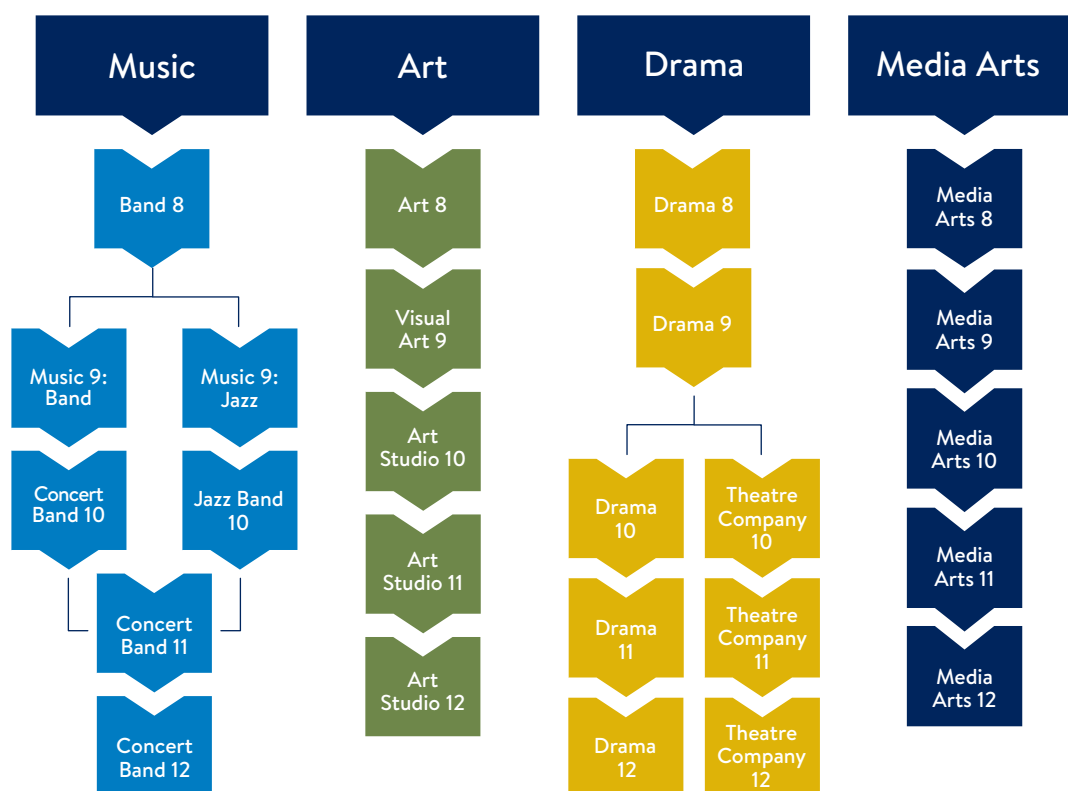 Music
Band 8
Music 9:
Band
Music 9:
Jazz
Concert
Band 10
Jazz Band
10
Concert
Band 11
Concert
Band 12
Art
Art 8
Visual
Art 9
Art
Studio 10
Art
Studio 11
Art
Studio 12
Drama
Drama 8
Drama 9
Drama
10
Theatre
Company
10
Drama
11
Theatre
Company
11
Drama
12
Theatre
Company
12
Media Arts
Media
Arts 8
Media
Arts 9
Media
Arts 10
Media
Arts 11
Media
Arts 12